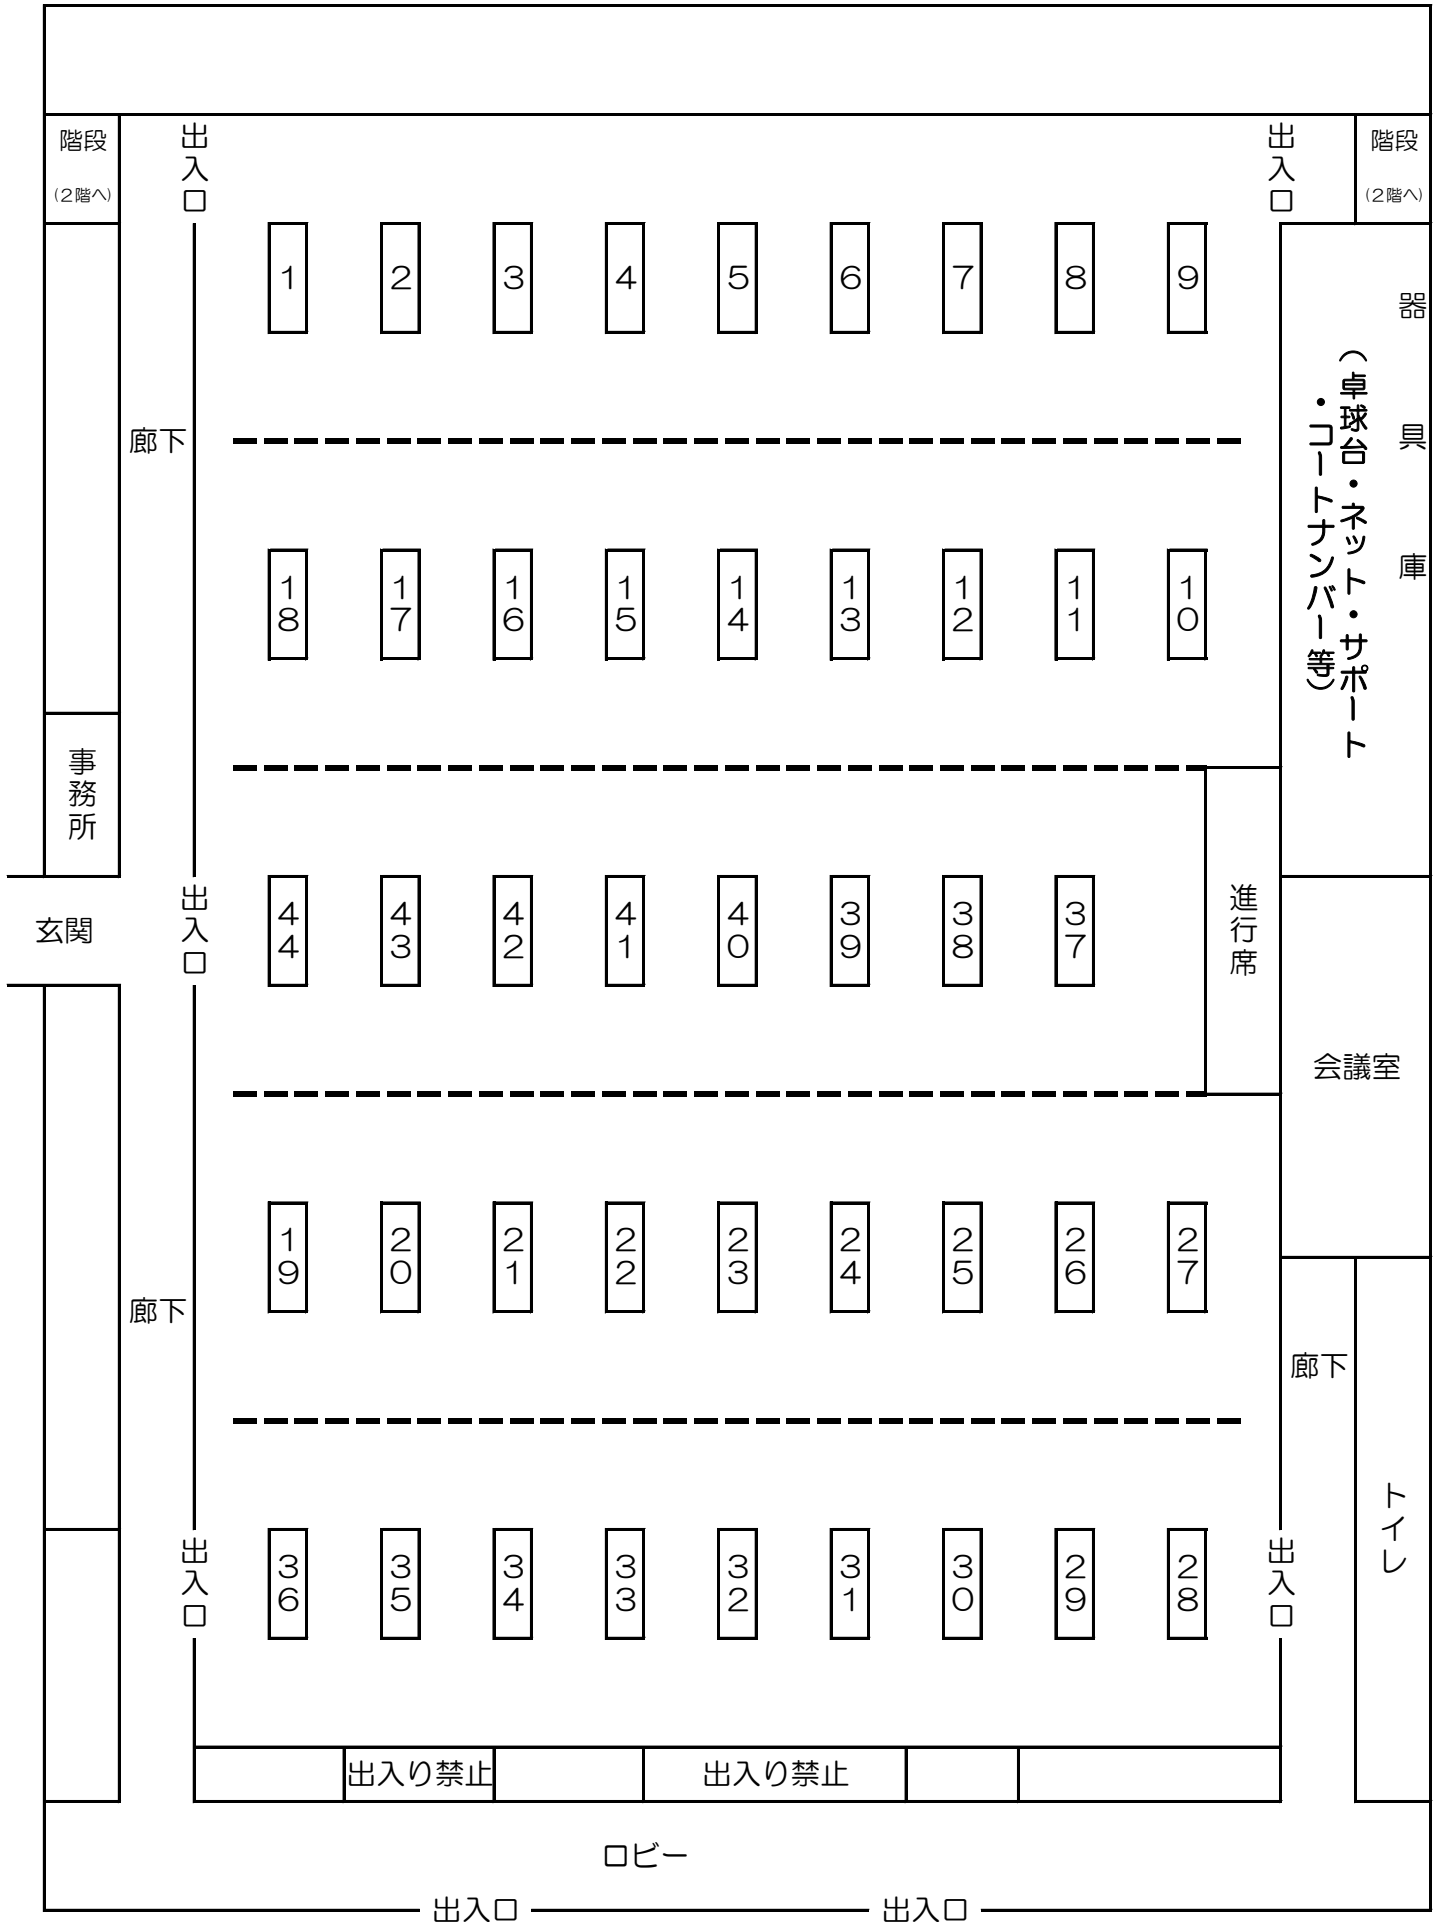 階段
(2階へ)
出入口
出入口
階段
(2階へ)
1
2
3
4
5
6
7
8
9
器具庫
(卓球台・ネット・サポート
・コートナンバー等)
廊下
18
17
16
15
14
13
12
11
10
事務所
玄関
出入口
44
43
42
41
40
39
38
37
進行席
会議室
19
20
21
22
23
24
25
26
27
廊下
廊下
トイレ
出入口
36
35
34
33
32
31
30
29
28
出入口
出入り禁止
出入り禁止
ロビー
出入口
出入口